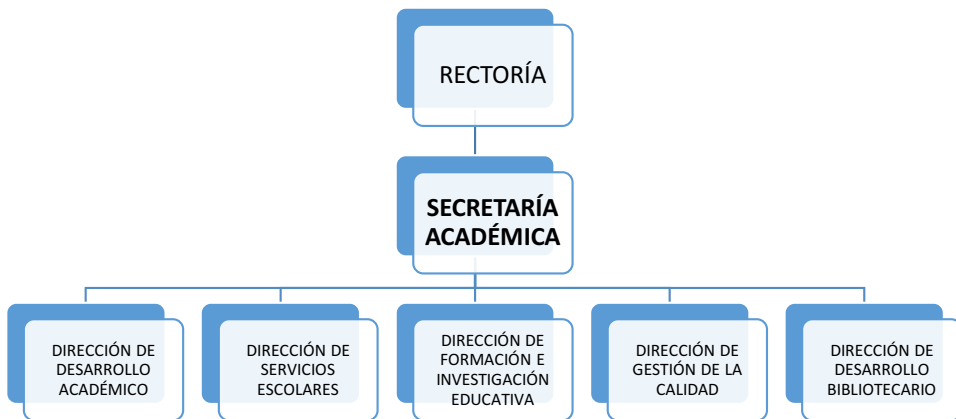 RECTORÍA
SECRETARÍA
ACADÉMICA
DIRECCIÓN DE
DESARROLLO
ACADÉMICO
DIRECCIÓN DE
SERVICIOS
ESCOLARES
DIRECCIÓN DE
FORMACIÓN E
INVESTIGACIÓN
EDUCATIVA
DIRECCIÓN DE
GESTIÓN DE LA
CALIDAD
DIRECCIÓN DE
DESARROLLO
BIBLIOTECARIO